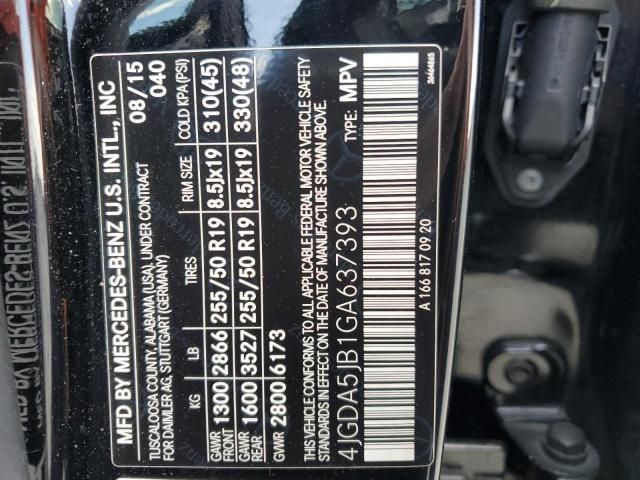 MFD BY MERCEDES-BENZ U.S. INTL., INC
TUSCALOOSA COUNTY, ALABAMA (USA), UNDER CONTRACT 08/15
FOR DAIMLER AG, STUTTGART (GERMANY) 040
KG LB TIRES RIM SIZE COLD KPA (PSI)
GAWR FRONT 1300 2866 255/50 R19 8.5Jx19 310(45)
GAWR REAR 1600 3527 255/50 R19 8.5Jx19 330(48)
GVWR 2800 6173
THIS VEHICLE CONFORMS TO ALL APPLICABLE FEDERAL MOTOR VEHICLE SAFETY
STANDARDS IN EFFECT ON THE DATE OF MANUFACTURE SHOWN ABOVE.
4JGDA5JB1GA637393 TYPE: MPV
A 166 817 09 20
36464865